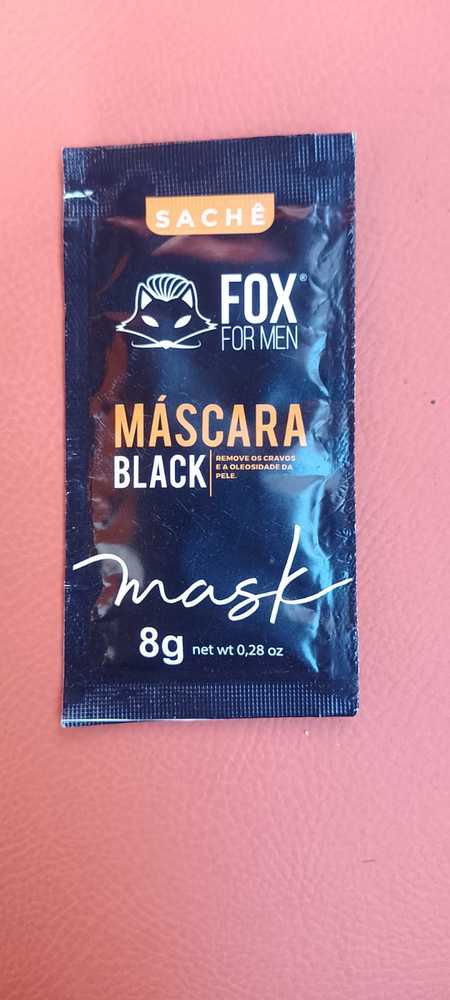 SACHÊ
FOX®
FOR MEN
MÁSCARA
BLACK
REMOVE OS CRAVOS
E A OLEOSIDADE DA
PELE.
mask
8g net wt 0,28 oz